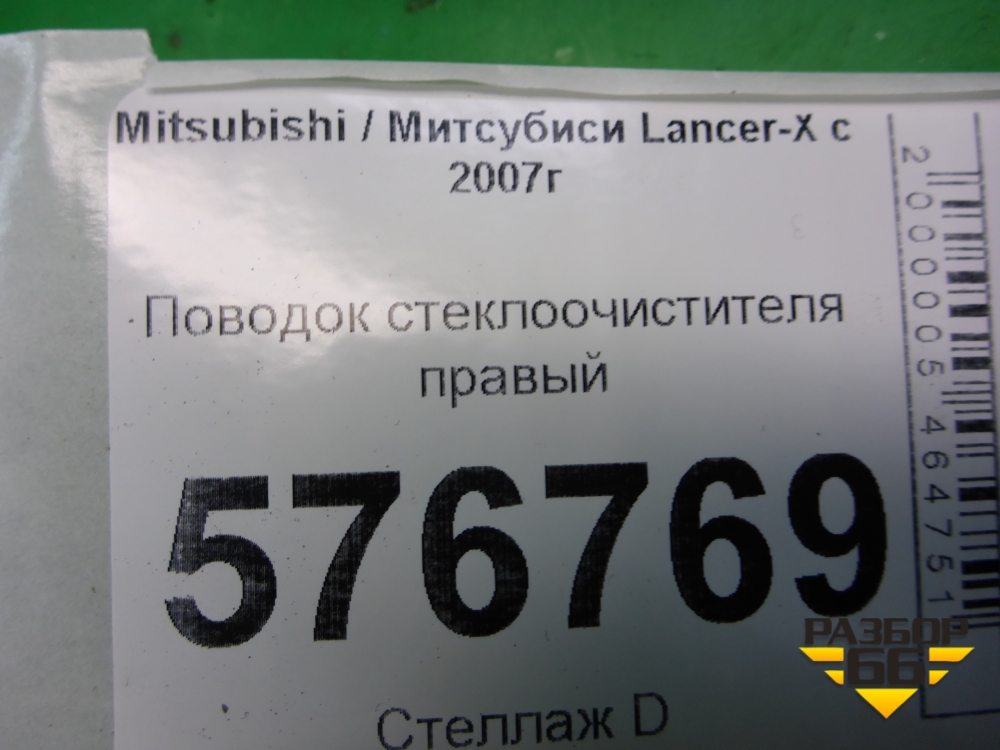 Mitsubishi / Митсубиси Lancer-X с
2007г
Поводок стеклоочистителя
правый
576769
Стеллаж D
2000005464751
РАЗБОР
66